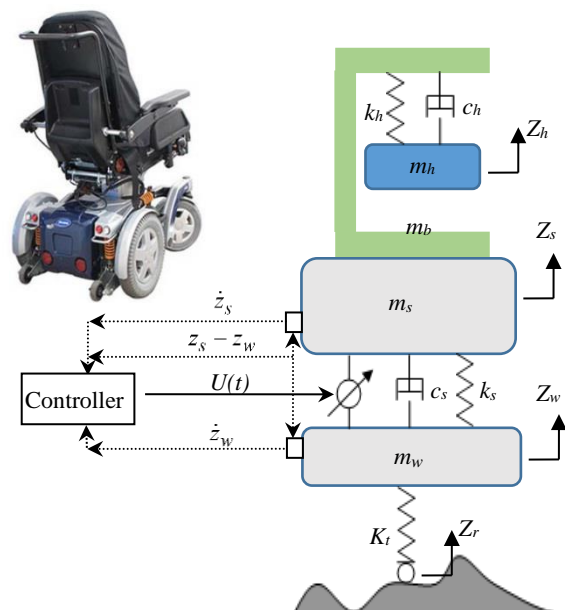 k_h
c_h
Z_h
m_h
m_b
Z_s
m_s
ż_s
z_s − z_w
U(t)
Controller
c_s
k_s
Z_w
ż_w
m_w
K_t
Z_r